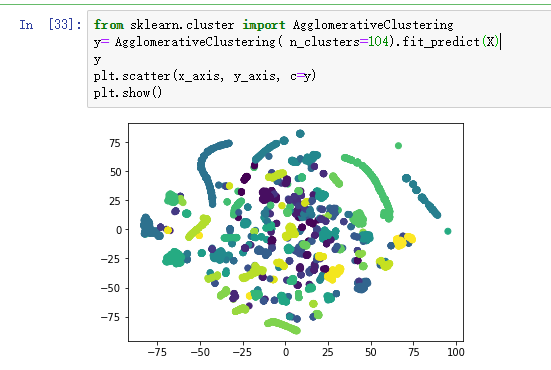 In [33]:
from sklearn.cluster import AgglomerativeClustering
y= AgglomerativeClustering( n_clusters=104).fit_predict(X)
y
plt.scatter(x_axis, y_axis, c=y)
plt.show()
75
50
25
0
−25
−50
−75
−75 −50 −25 0 25 50 75 100